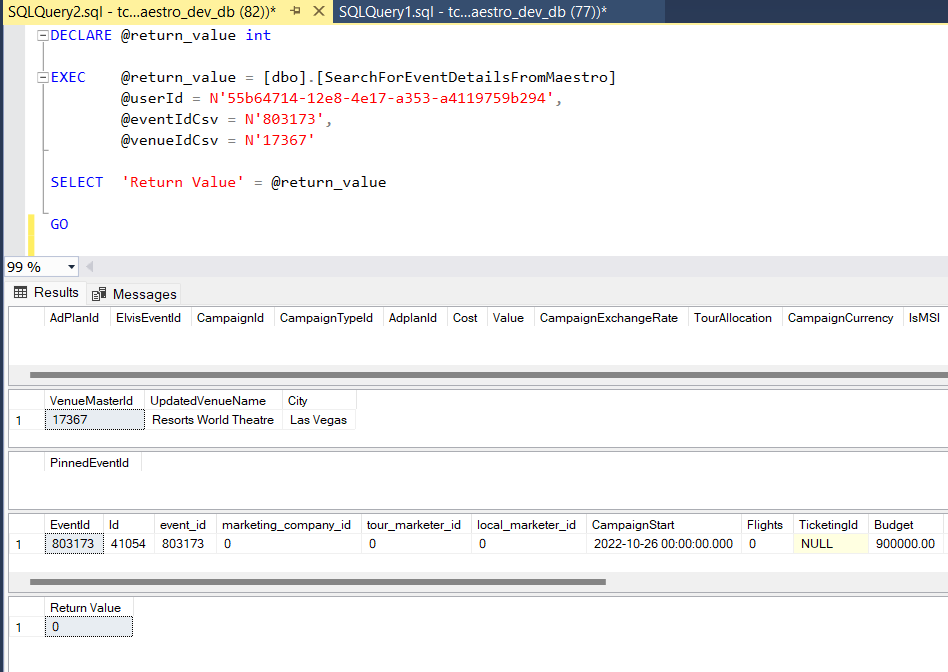 SQLQuery2.sql - tc...aestro_dev_db (82))* SQLQuery1.sql - tc...aestro_dev_db (77))*
DECLARE @return_value int
EXEC @return_value = [dbo].[SearchForEventDetailsFromMaestro]
@userId = N'55b64714-12e8-4e17-a353-a4119759b294',
@eventIdCsv = N'803173',
@venueIdCsv = N'17367'
SELECT 'Return Value' = @return_value
GO
99 %
Results Messages
AdPlanId ElvisEventId CampaignId CampaignTypeId AdplanId Cost Value CampaignExchangeRate TourAllocation CampaignCurrency IsMSI
VenueMasterId UpdatedVenueName City
1 17367 Resorts World Theatre Las Vegas
PinnedEventId
EventId Id event_id marketing_company_id tour_marketer_id local_marketer_id CampaignStart Flights TicketingId Budget
1 803173 41054 803173 0 0 0 2022-10-26 00:00:00.000 0 NULL 900000.00
Return Value
1 0